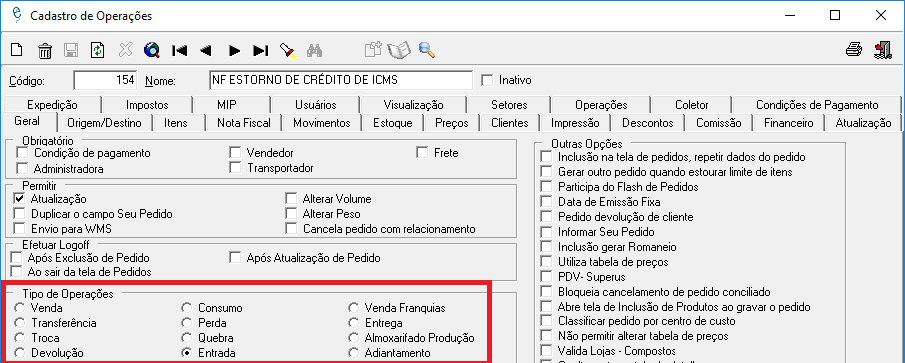 Cadastro de Operações
Código: 154 Nome: NF ESTORNO DE CRÉDITO DE ICMS Inativo
Expedição Impostos MIP Usuários Visualização Setores Operações Coletor Condições de Pagamento
Geral Origem/Destino Itens Nota Fiscal Movimentos Estoque Preços Clientes Impressão Descontos Comissão Financeiro Atualização
Obrigatório
Condição de pagamento Vendedor Frete
Administradora Transportador
Permitir
Atualização Alterar Volume
Duplicar o campo Seu Pedido Alterar Peso
Envio para WMS Cancela pedido com relacionamento
Efetuar Logoff
Após Exclusão de Pedido Após Atualização de Pedido
Ao sair da tela de Pedidos
Tipo de Operações
Venda Consumo Venda Franquias
Transferência Perda Entrega
Troca Quebra Almoxarifado Produção
Devolução Entrada Adiantamento
Outras Opções
Inclusão na tela de pedidos, repetir dados do pedido
Gerar outro pedido quando estourar limite de itens
Participa do Flash de Pedidos
Data de Emissão Fixa
Pedido devolução de cliente
Informar Seu Pedido
Inclusão gerar Romaneio
Utiliza tabela de preços
PDV- Superus
Bloqueia cancelamento de pedido conciliado
Abre tela de Inclusão de Produtos ao gravar o pedido
Classificar pedido por centro de custo
Não permitir alterar tabela de preços
Valida Lojas - Compostos